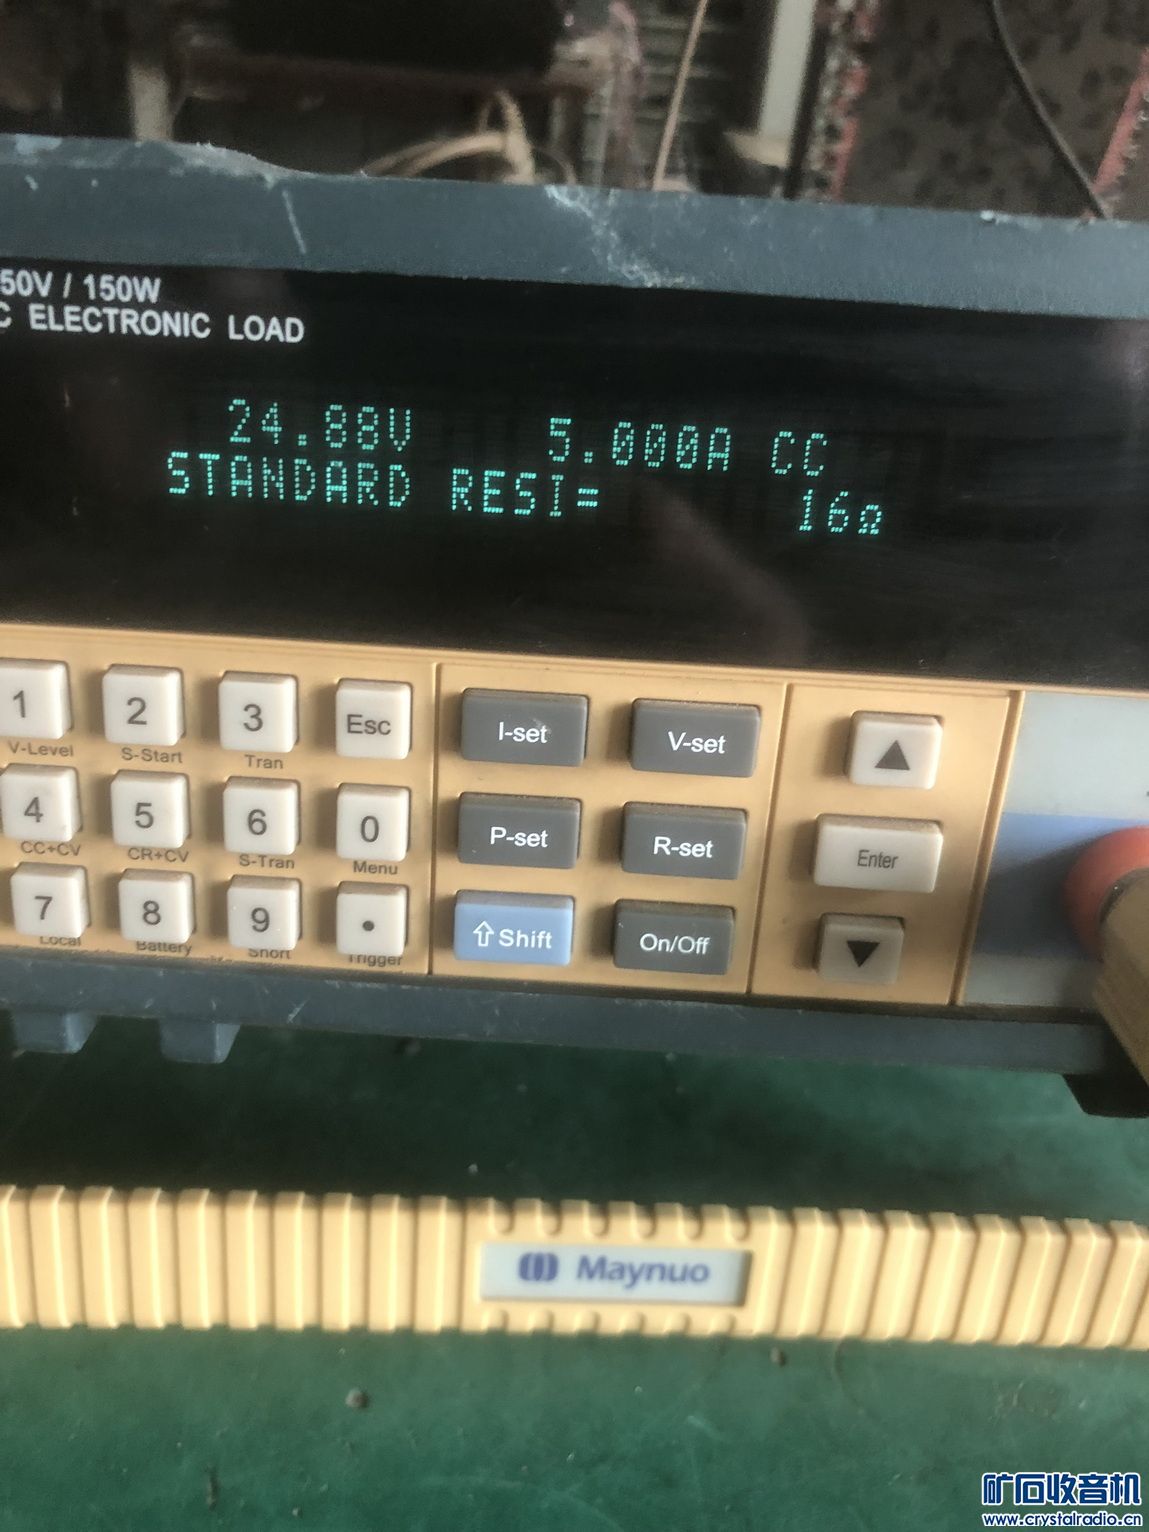 50V / 150W
C ELECTRONIC LOAD
24.88V 5.000A CC
STANDARD RESI= 16Ω
1 2 3 Esc I-set V-set ▲
V-Level S-Start Tran
4 5 6 0 P-set R-set Enter
CC+CV CR+CV S-Tran Menu
7 8 9 • ⇧Shift On/Off ▼
Local Battery Short Trigger
Maynuo
矿石收音机
www.crystalradio.cn